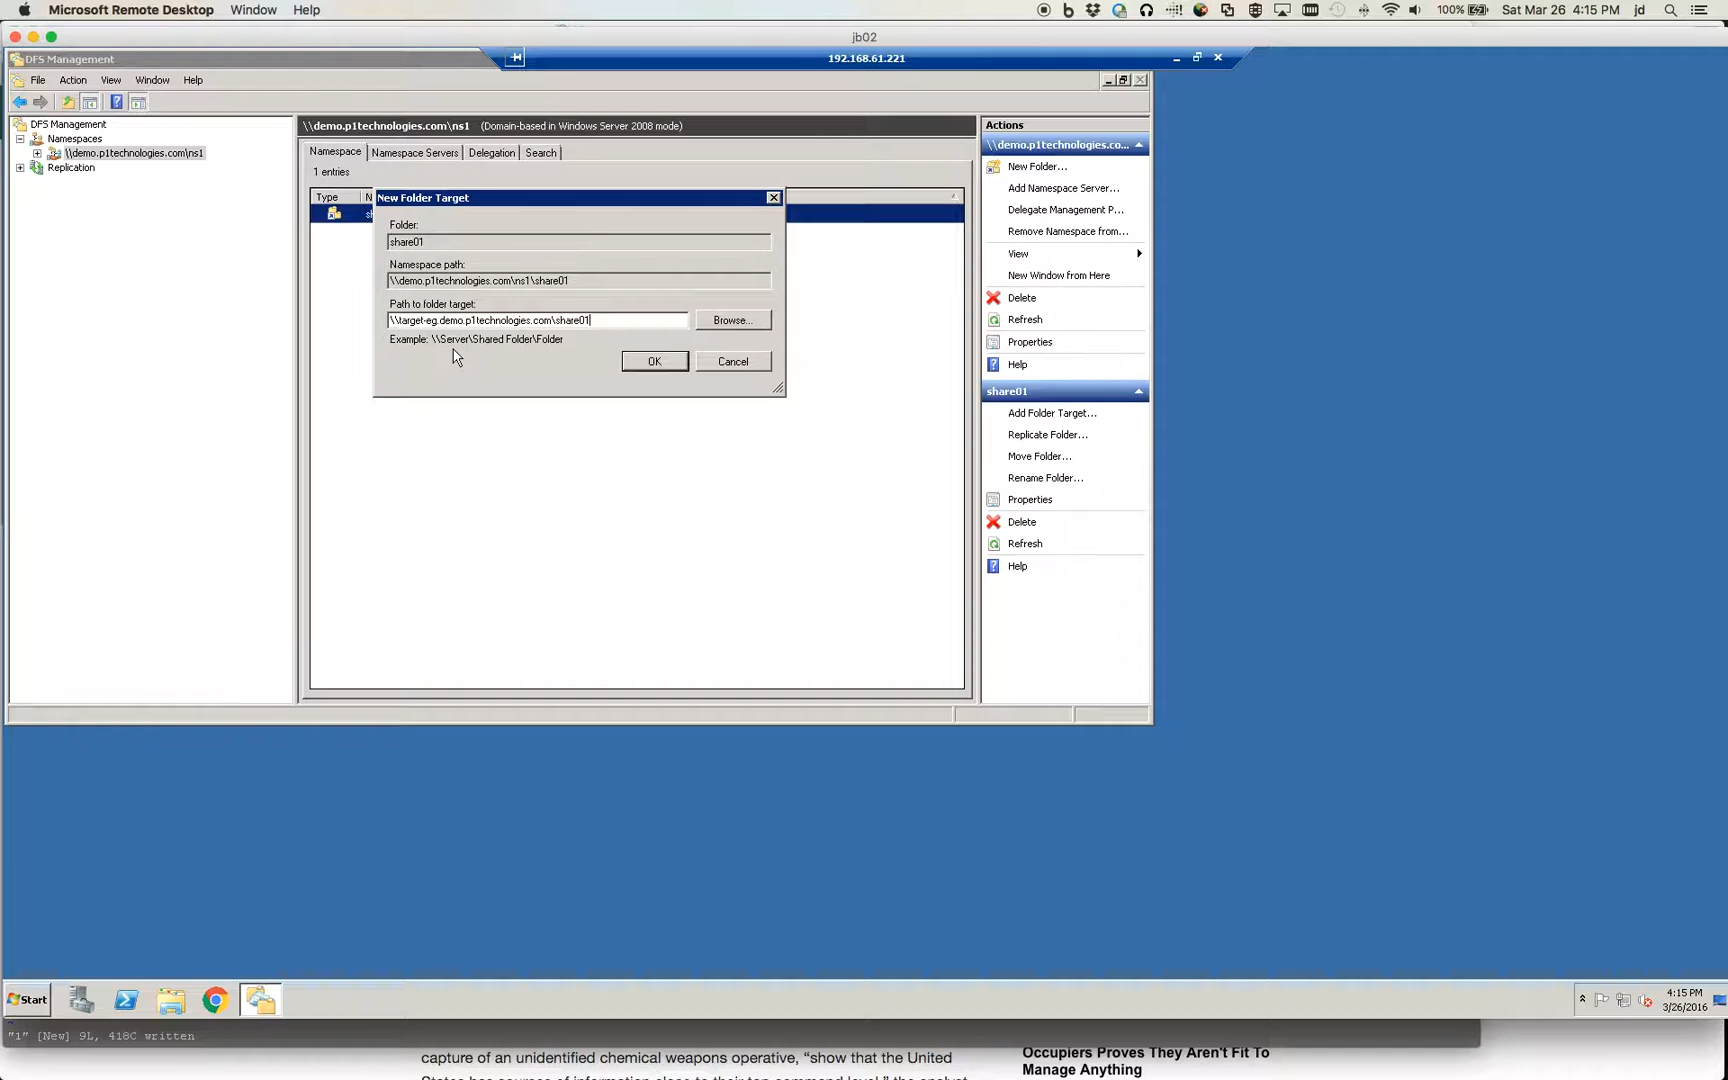 Microsoft Remote Desktop Window Help
100% Sat Mar 26 4:15 PM jd
jb02
DFS Management
192.168.61.221
File Action View Window Help
DFS Management
Namespaces
\\demo.p1technologies.com\ns1
Replication
\\demo.p1technologies.com\ns1 (Domain-based in Windows Server 2008 mode)
Namespace Namespace Servers Delegation Search
1 entries
Type
New Folder Target
Folder:
share01
Namespace path:
\\demo.p1technologies.com\ns1\share01
Path to folder target:
\\target-eg.demo.p1technologies.com\share01
Browse...
Example: \\Server\Shared Folder\Folder
OK
Cancel
Actions
\\demo.p1technologies.co...
New Folder...
Add Namespace Server...
Delegate Management P...
Remove Namespace from...
View
New Window from Here
Delete
Refresh
Properties
Help
share01
Add Folder Target...
Replicate Folder...
Move Folder...
Rename Folder...
Properties
Delete
Refresh
Help
Start
4:15 PM
3/26/2016
"1" [New] 9L, 418C written
capture of an unidentified chemical weapons operative, “show that the United
Occupiers Proves They Aren't Fit To
Manage Anything